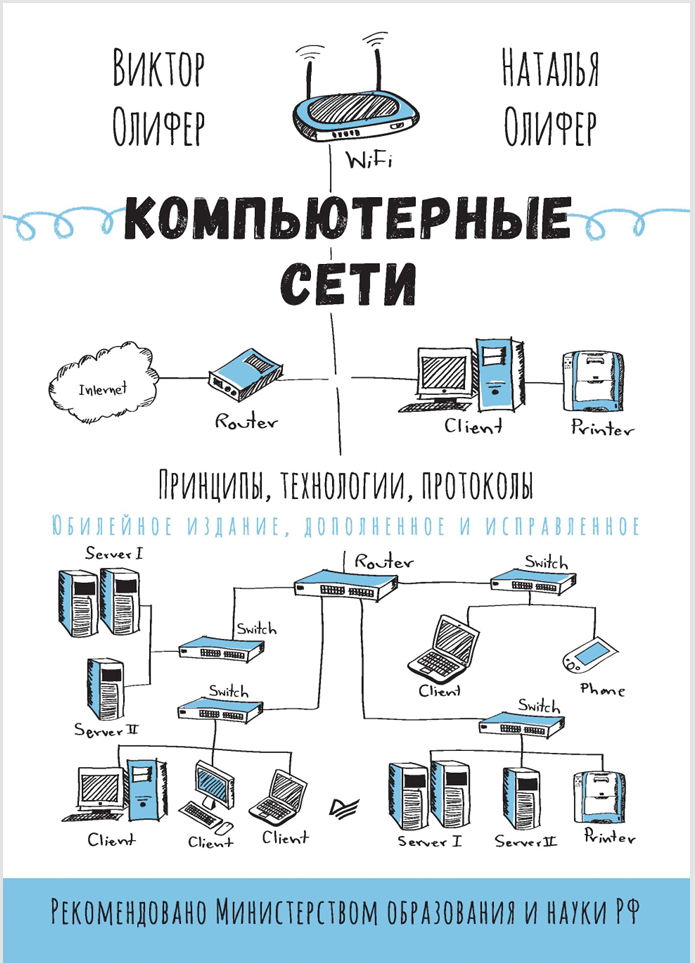 Виктор
Олифер
Наталья
Олифер
WiFi
Компьютерные
сети
Internet
Router
Client
Printer
Принципы, технологии, протоколы
Юбилейное издание, дополненное и исправленное
Server I
Router
Switch
Switch
Client
Phone
Switch
Server II
Switch
Client
Client
Client
Server I
Server II
Printer
Рекомендовано Министерством образования и науки РФ